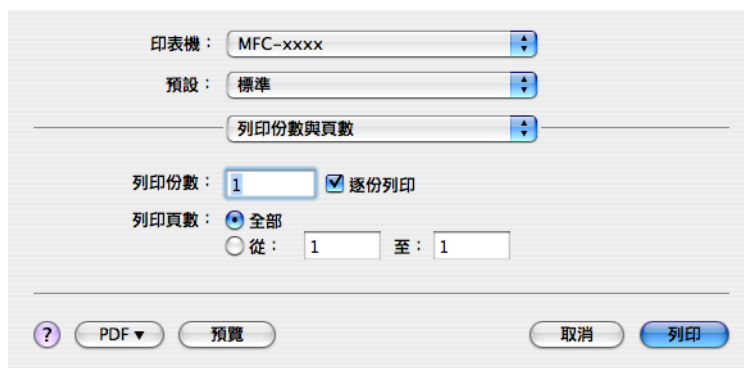 印表機： MFC-xxxx
預設： 標準
列印份數與頁數
列印份數： 1 逐份列印
列印頁數： 全部
從： 1 至： 1
? PDF▼ 預覽 取消 列印